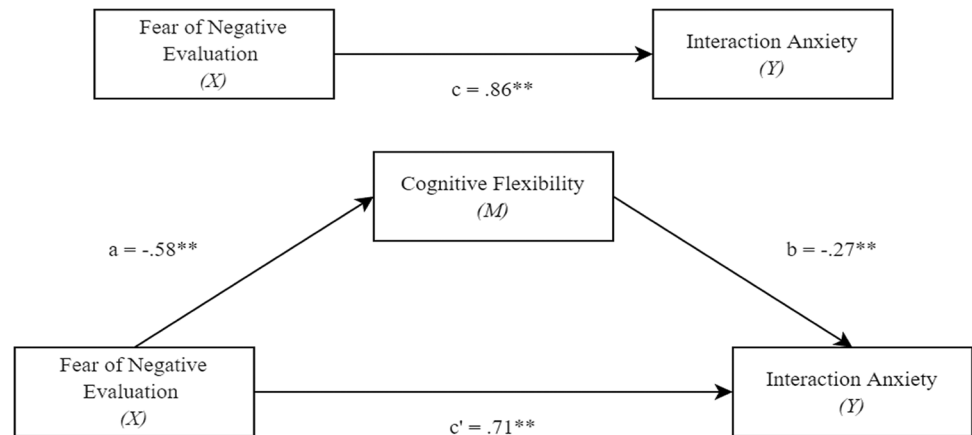 Fear of Negative
Evaluation
(X)
Interaction Anxiety
(Y)
c = .86**
Cognitive Flexibility
(M)
a = -.58**
b = -.27**
Fear of Negative
Evaluation
(X)
Interaction Anxiety
(Y)
c' = .71**